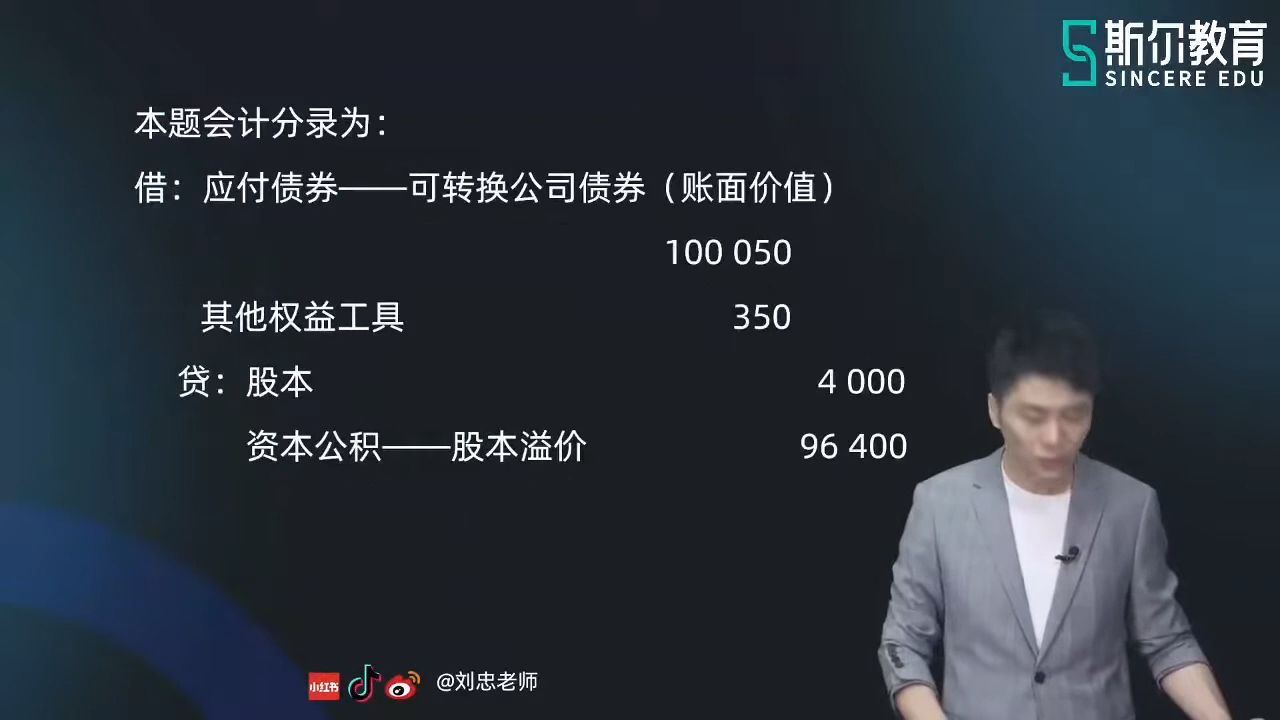 斯尔教育
SINCERE EDU
本题会计分录为：
借：应付债券——可转换公司债券（账面价值）
100 050
其他权益工具 350
贷：股本 4 000
资本公积——股本溢价 96 400
小红书 @刘忠老师